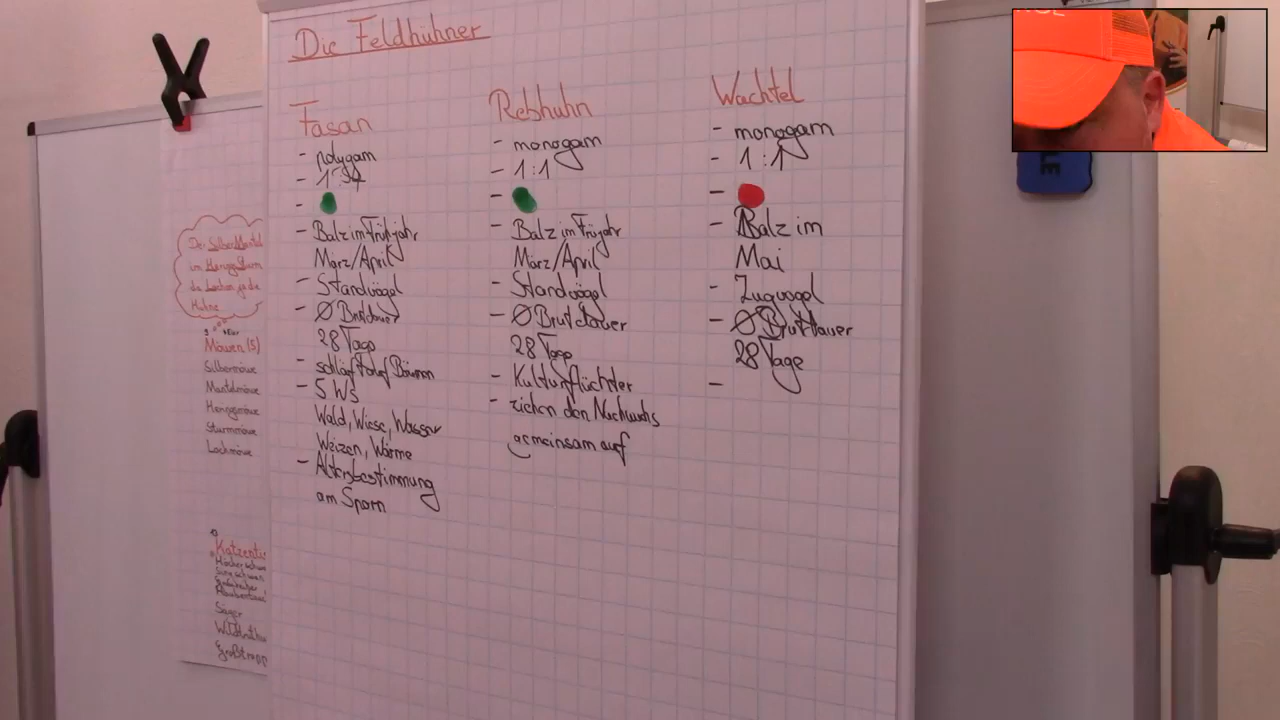 Die Feldhühner
Fasan
- polygam
- 1:
-
- Balz im Frühjahr
März/April
- Standvögel
- Ø Brutdauer
28 Tage
- schläft auf Bäumen
- 5 Ws
Wald, Wiese, Wasser
Weizen, Wärme
- Altersbestimmung
am Sporn
Rebhuhn
- monogam
- 1:1
-
- Balz im Frühjahr
März/April
- Standvögel
- Ø Brutdauer
28 Tage
- Kulturflüchter
- ziehen den Nachwuchs
gemeinsam auf
Wachtel
- monogam
- 1:1
-
- Balz im
Mai
- Zugvogel
- Ø Brutdauer
28 Tage
-
Möwen (5)
Silbermöwe
Mantelmöwe
Heringsmöwe
Sturmmöwe
Lachmöwe
Säger